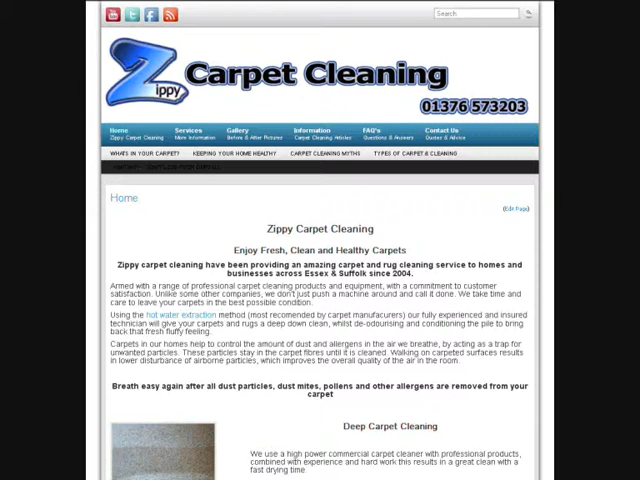 Search
Zippy Carpet Cleaning
01376 573203
Home Services Gallery Information FAQ's Contact Us
Zippy Carpet Cleaning More Information Before & After Pictures Carpet Cleaning Articles Questions & Answers Quotes & Advice
WHATS IN YOUR CARPET? KEEPING YOUR HOME HEALTHY CARPET CLEANING MYTHS TYPES OF CARPET & CLEANING
Home
(Edit Page)
Zippy Carpet Cleaning
Enjoy Fresh, Clean and Healthy Carpets
Zippy carpet cleaning have been providing an amazing carpet and rug cleaning service to homes and
businesses across Essex & Suffolk since 2004.
Armed with a range of professional carpet cleaning products and equipment, with a commitment to customer
satisfaction. Unlike some other companies, we don't just push a machine around and call it done. We take time and
care to leave your carpets in the best possible condition.
Using the hot water extraction method (most recomended by carpet manufacurers) our fully experienced and insured
technician will give your carpets and rugs a deep down clean, whilst de-odourising and conditioning the pile to bring
back that fresh fluffy feeling.
Carpets in our homes help to control the amount of dust and allergens in the air we breathe, by acting as a trap for
unwanted particles. These particles stay in the carpet fibres until it is cleaned. Walking on carpeted surfaces results
in lower disturbance of airborne particles, which improves the overall quality of the air in the room.
Breath easy again after all dust particles, dust mites, pollens and other allergens are removed from your
carpet
Deep Carpet Cleaning
We use a high power commercial carpet cleaner with professional products,
combined with experience and hard work this results in a great clean with a
fast drying time